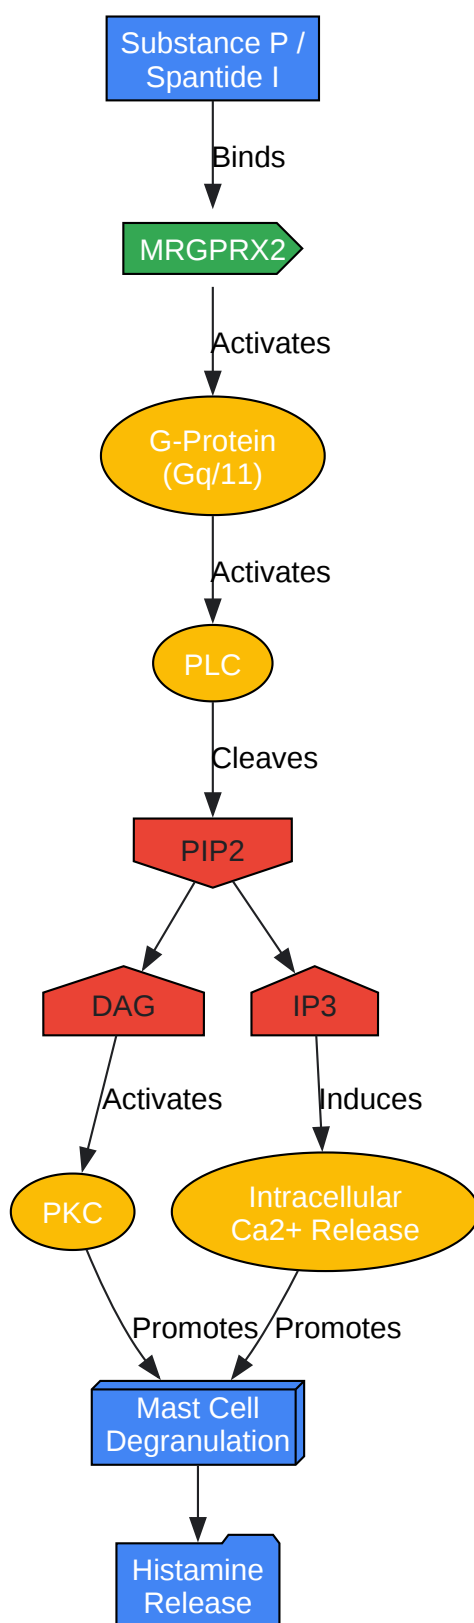 Substance P /
Spantide I
Binds
MRGPRX2
Activates
G-Protein
(Gq/11)
Activates
PLC
Cleaves
PIP2
DAG
IP3
Activates
Induces
PKC
Intracellular
Ca2+ Release
Promotes
Promotes
Mast Cell
Degranulation
Histamine
Release